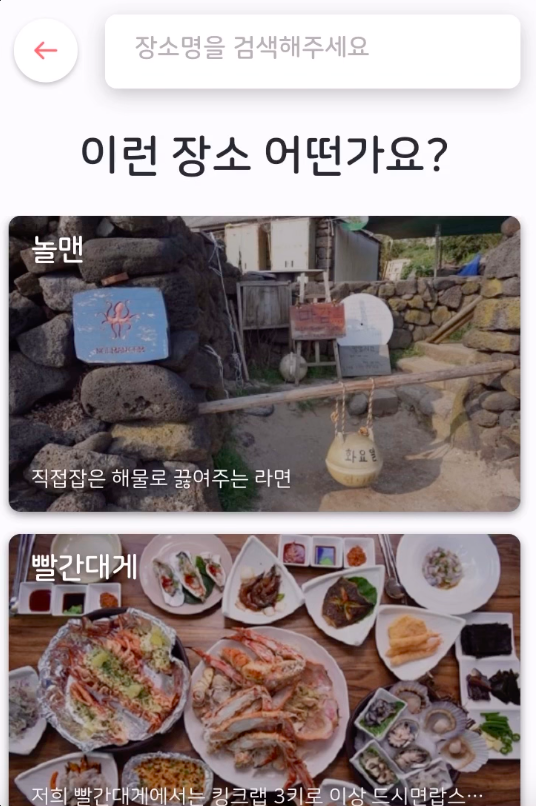 장소명을 검색해주세요
이런 장소 어떤가요?
놀맨
화요일
직접잡은 해물로 끓여주는 라면
빨간대게
저희 빨간대게에서는 킹크랩 3키로 이상 드시면랍스…